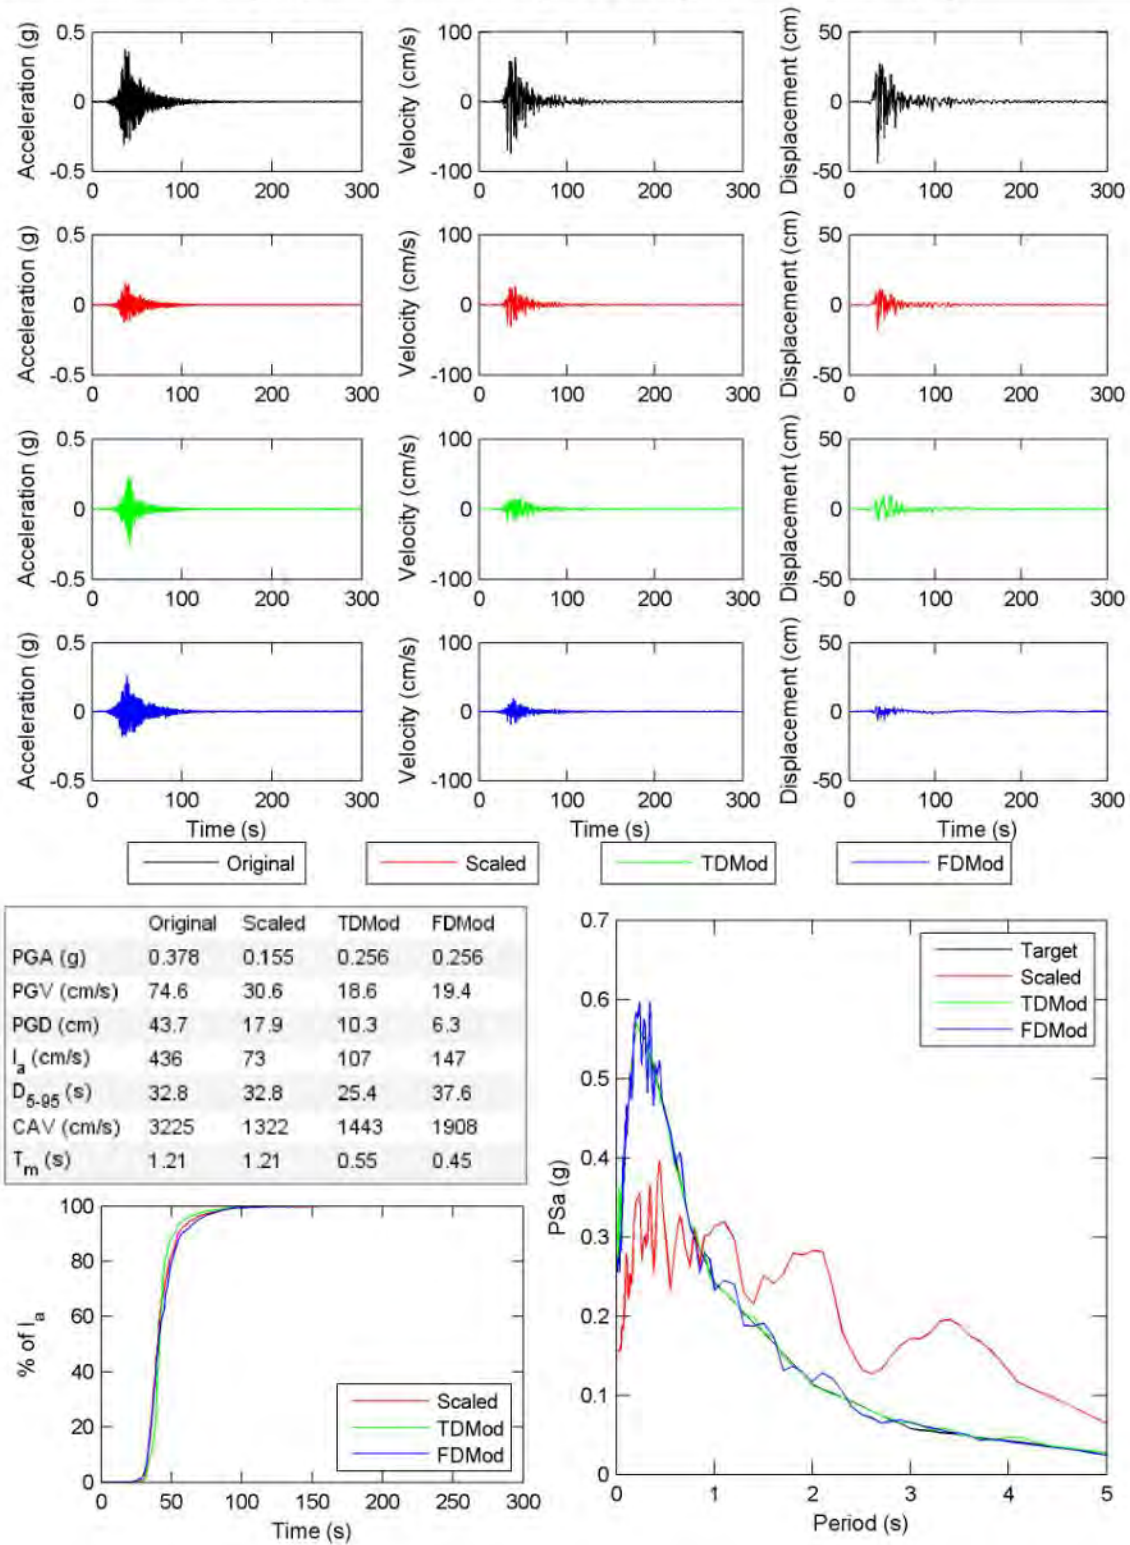 Acceleration (g)
0.5
0
-0.5
0 100 200 300
Velocity (cm/s)
100
0
-100
0 100 200 300
Displacement (cm)
50
0
-50
0 100 200 300
Acceleration (g)
0.5
0
-0.5
0 100 200 300
Velocity (cm/s)
100
0
-100
0 100 200 300
Displacement (cm)
50
0
-50
0 100 200 300
Acceleration (g)
0.5
0
-0.5
0 100 200 300
Velocity (cm/s)
100
0
-100
0 100 200 300
Displacement (cm)
50
0
-50
0 100 200 300
Acceleration (g)
0.5
0
-0.5
0 100 200 300
Time (s)
Velocity (cm/s)
100
0
-100
0 100 200 300
Time (s)
Displacement (cm)
50
0
-50
0 100 200 300
Time (s)
Original
Scaled
TDMod
FDMod
Original Scaled TDMod FDMod
PGA (g) 0.378 0.155 0.256 0.256
PGV (cm/s) 74.6 30.6 18.6 19.4
PGD (cm) 43.7 17.9 10.3 6.3
Ia (cm/s) 436 73 107 147
D5-95 (s) 32.8 32.8 25.4 37.6
CAV (cm/s) 3225 1322 1443 1908
Tm (s) 1.21 1.21 0.55 0.45
% of Ia
100
80
60
40
20
0
0 50 100 150 200 250 300
Time (s)
Scaled
TDMod
FDMod
PSa (g)
0.7
0.6
0.5
0.4
0.3
0.2
0.1
0
0 1 2 3 4 5
Period (s)
Target
Scaled
TDMod
FDMod